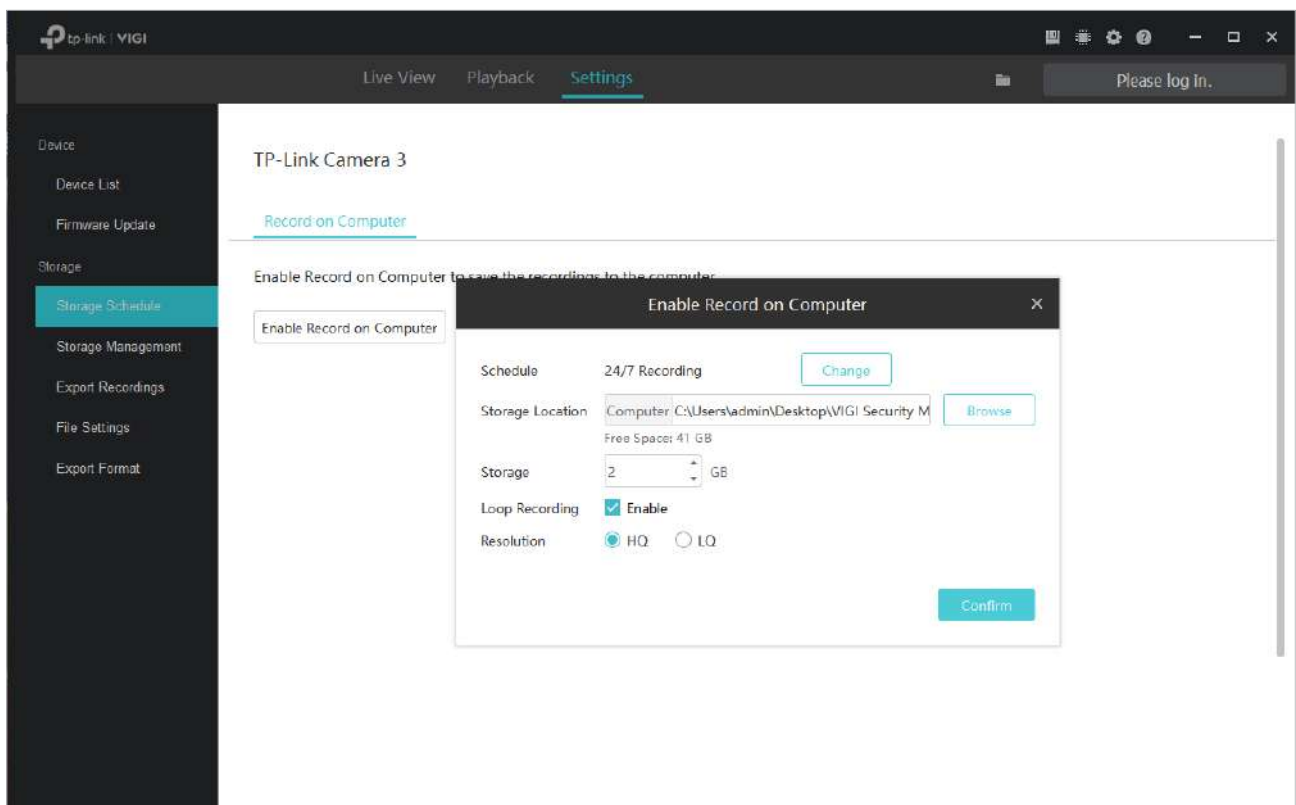 tp-link | VIGI
Live View Playback Settings Please log in.
Device
Device List
Firmware Update
Storage
Storage Schedule
Storage Management
Export Recordings
File Settings
Export Format
TP-Link Camera 3
Record on Computer
Enable Record on Computer to save the recordings to the computer
Enable Record on Computer
Enable Record on Computer
Schedule 24/7 Recording Change
Storage Location Computer C:\Users\admin\Desktop\VIGI Security M Browse
Free Space: 41 GB
Storage 2 GB
Loop Recording Enable
Resolution HQ LQ
Confirm